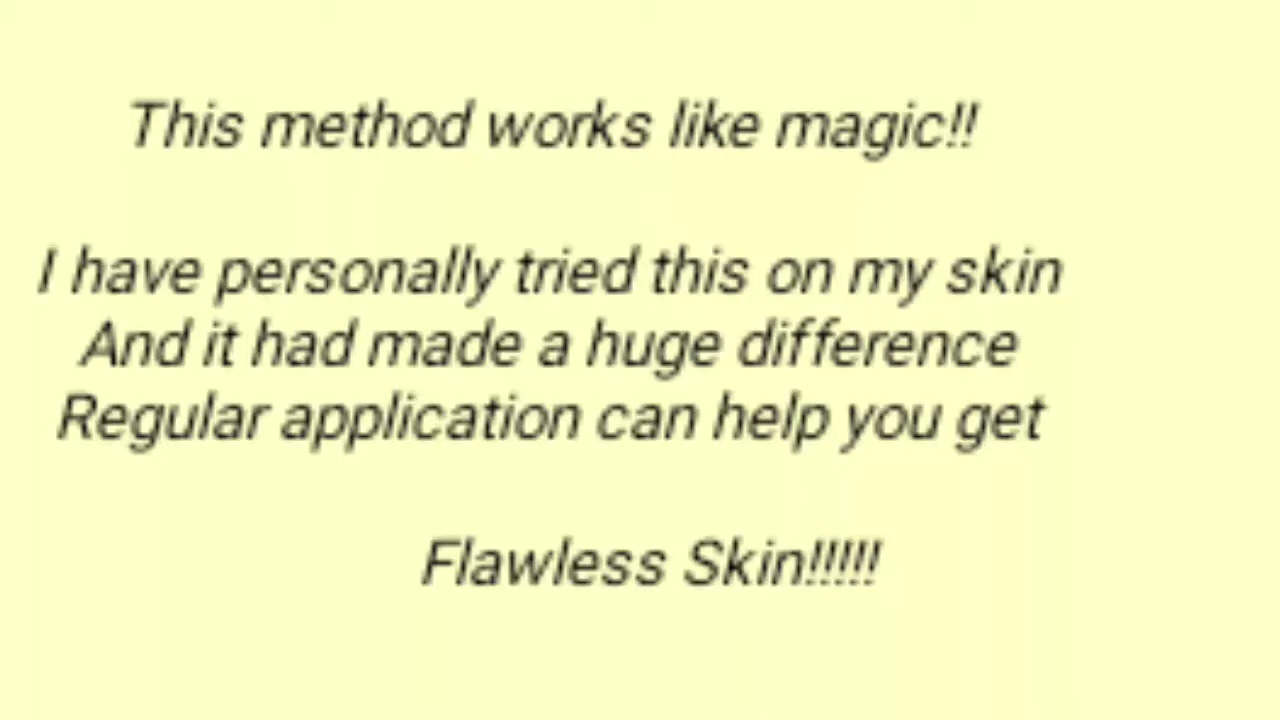 This method works like magic!!
I have personally tried this on my skin
And it had made a huge difference
Regular application can help you get
Flawless Skin!!!!!